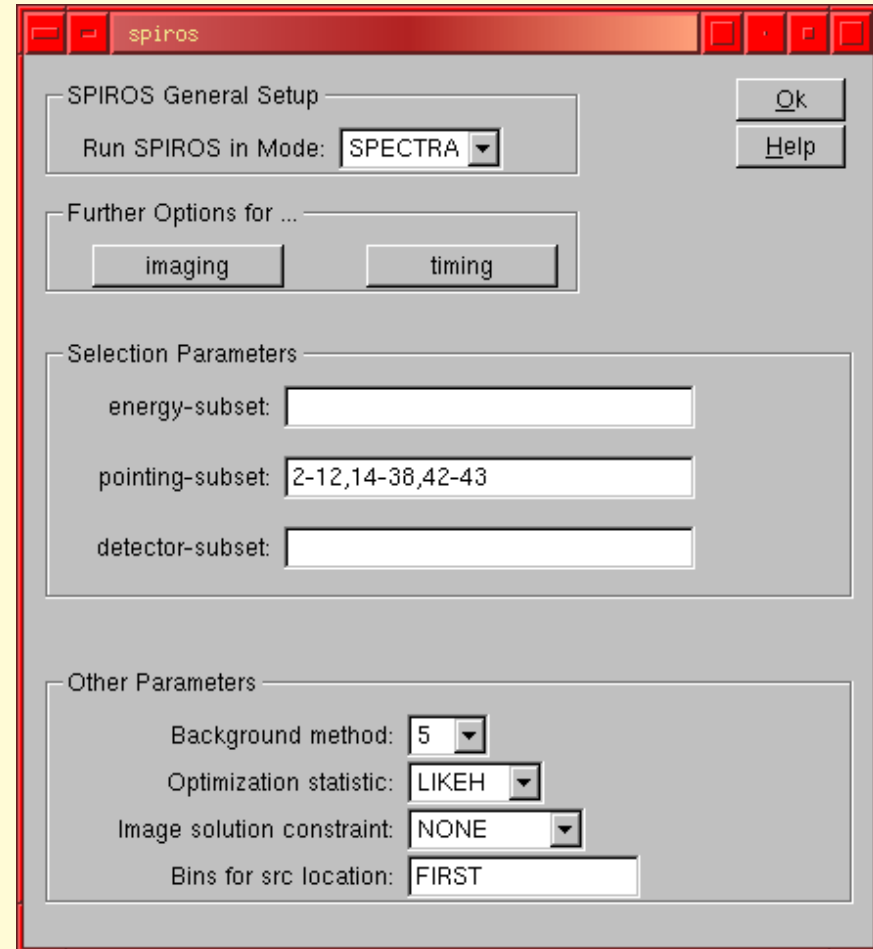 spiros
SPIROS General Setup
Ok
Run SPIROS in Mode: SPECTRA
Help
Further Options for ...
imaging timing
Selection Parameters
energy-subset:
pointing-subset: 2-12,14-38,42-43
detector-subset:
Other Parameters
Background method: 5
Optimization statistic: LIKEH
Image solution constraint: NONE
Bins for src location: FIRST